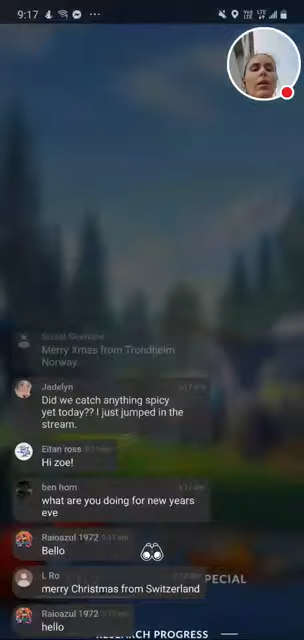 9:17
Merry Xmas from Trondheim
Norway.
Jadelyn
Did we catch anything spicy
yet today?? I just jumped in the
stream.
Eitan ross
Hi zoe!
ben horn
what are you doing for new years
eve
Raioazul 1972
Bello
L Ro
merry Christmas from Switzerland
PECIAL
Raioazul 1972
hello
RESEARCH PROGRESS